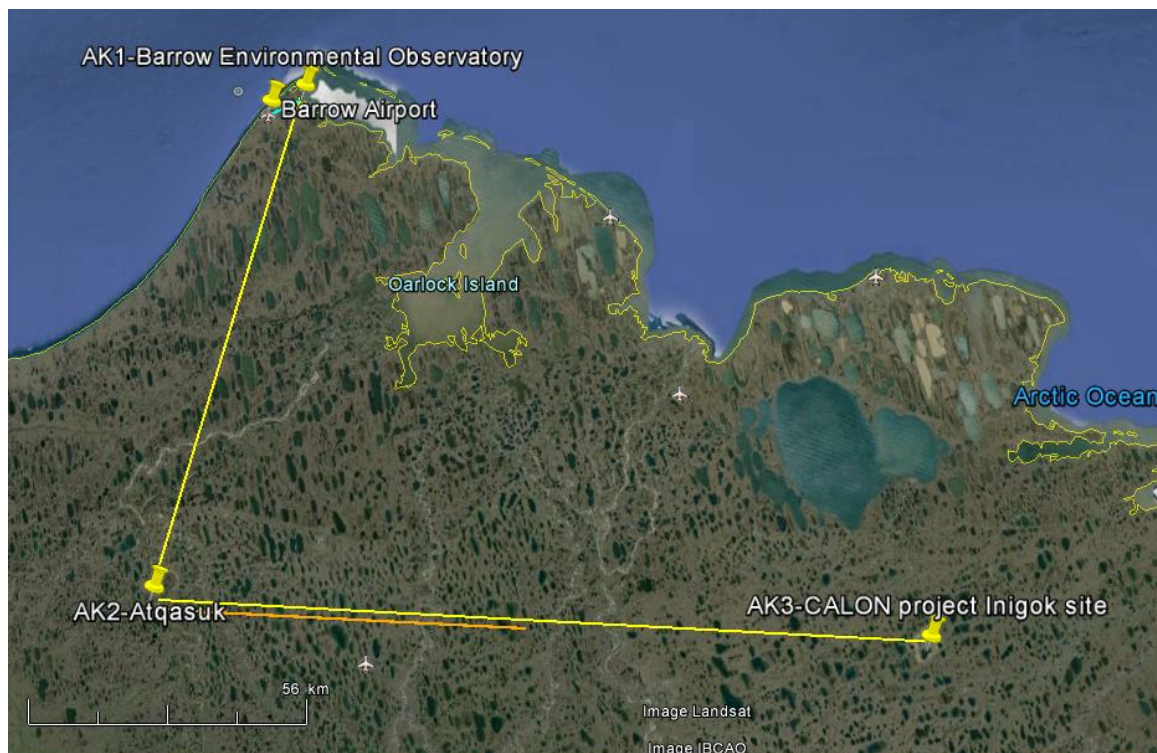 AK1-Barrow Environmental Observatory
Barrow Airport
Oarlock Island
Arctic Ocean
AK3-CALON project Inigok site
AK2-Atqasuk
56 km
Image Landsat
Image IBCAO